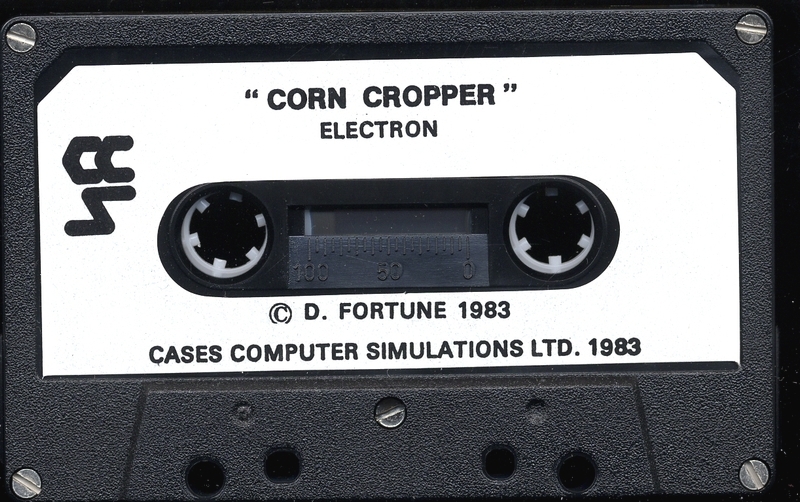 "CORN CROPPER"
ELECTRON
100 50 0
© D. FORTUNE 1983
CASES COMPUTER SIMULATIONS LTD. 1983